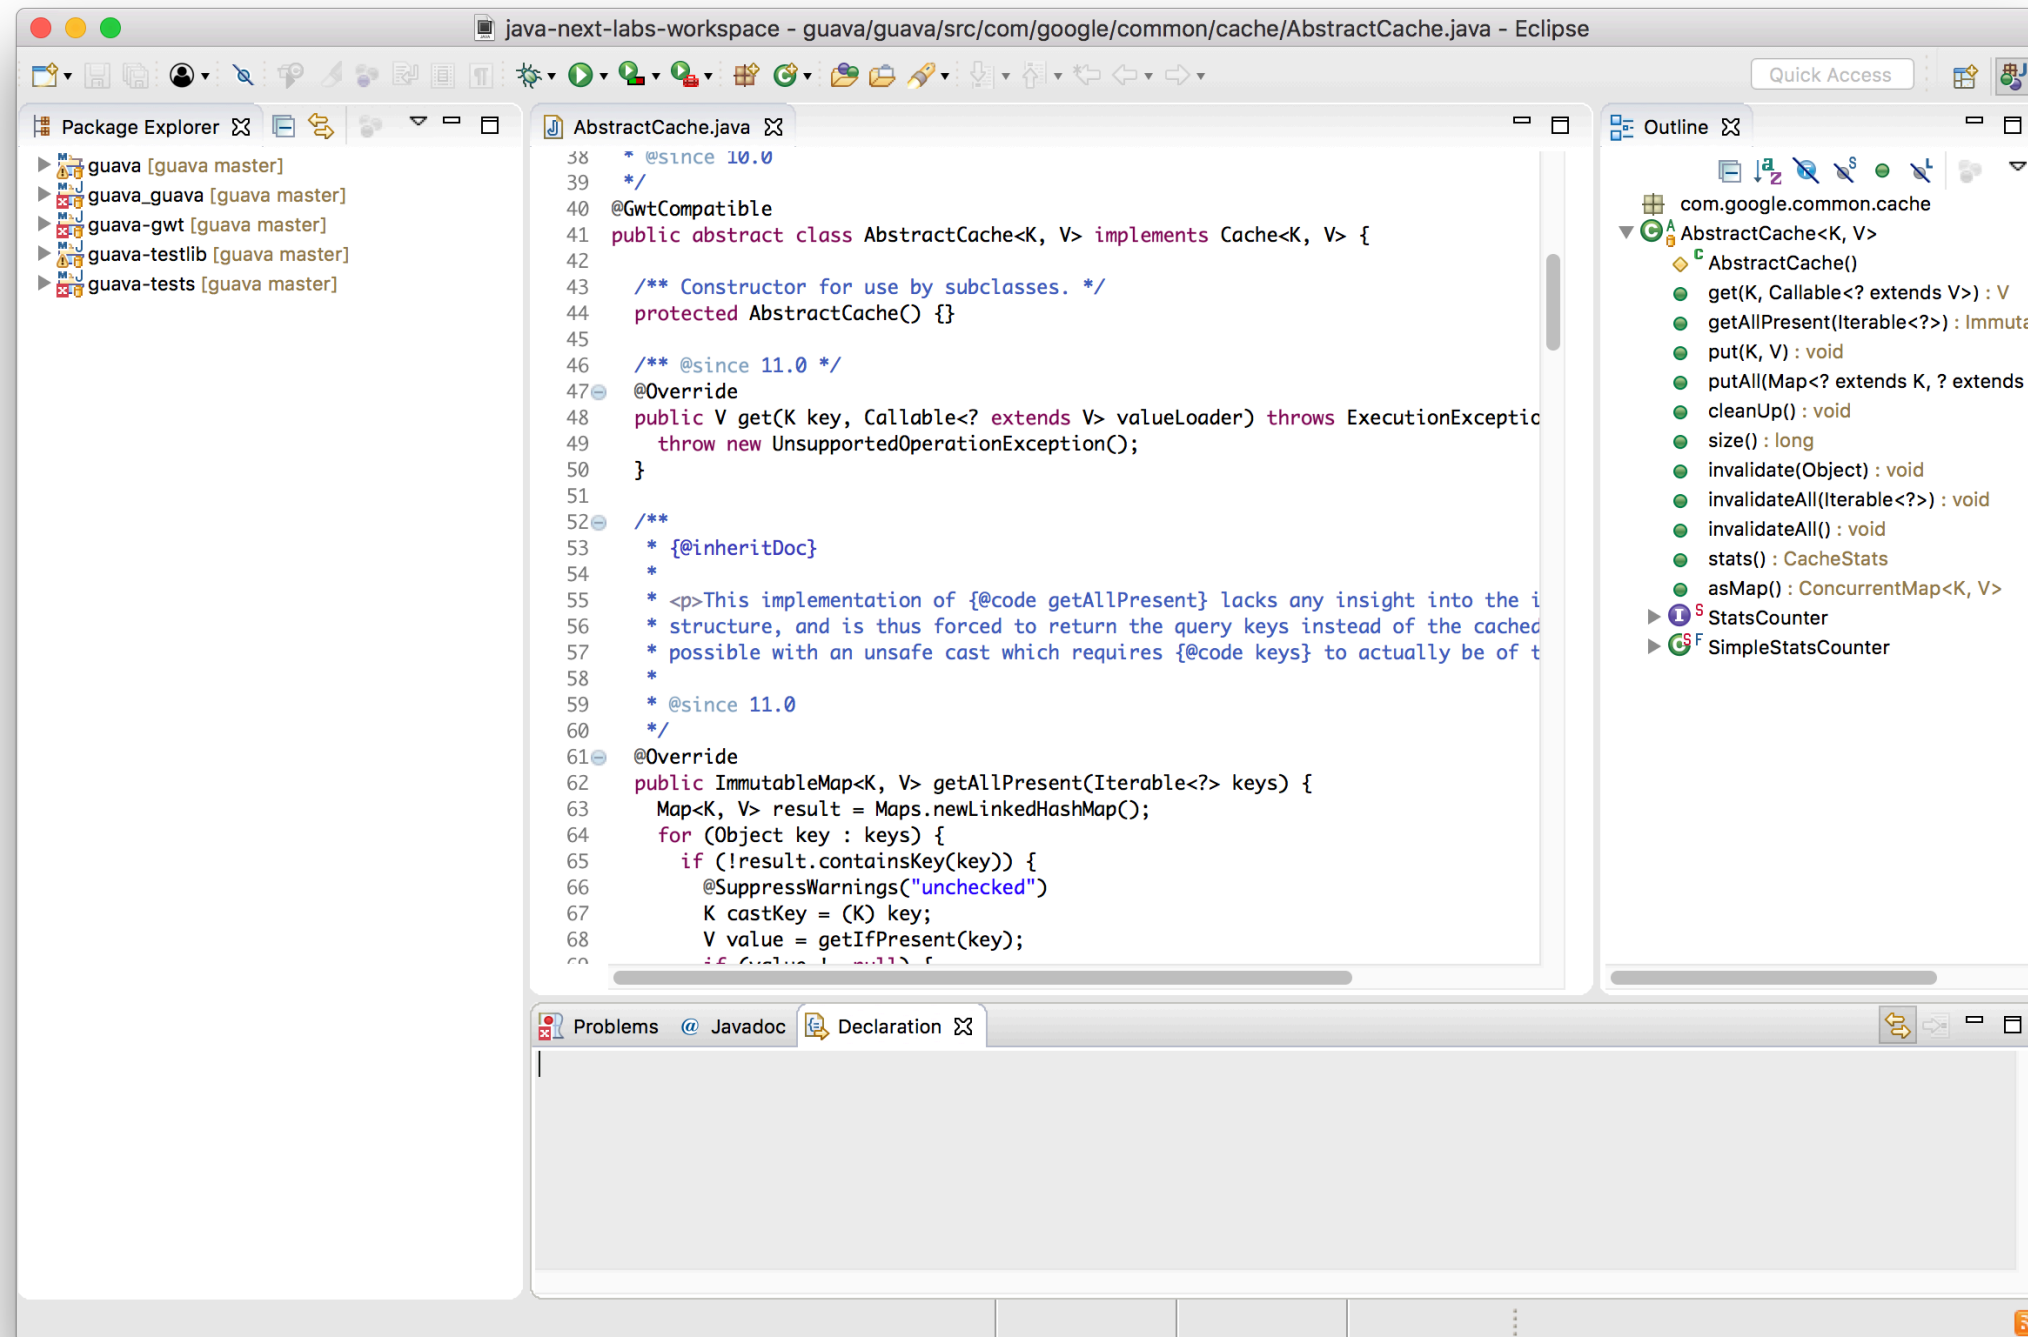 java-next-labs-workspace - guava/guava/src/com/google/common/cache/AbstractCache.java - Eclipse
Quick Access
Package Explorer
guava [guava master]
guava_guava [guava master]
guava-gwt [guava master]
guava-testlib [guava master]
guava-tests [guava master]
AbstractCache.java
38 * @since 10.0
39 */
40 @GwtCompatible
41 public abstract class AbstractCache<K, V> implements Cache<K, V> {
42
43 /** Constructor for use by subclasses. */
44 protected AbstractCache() {}
45
46 /** @since 11.0 */
47 @Override
48 public V get(K key, Callable<? extends V> valueLoader) throws ExecutionExceptio
49 throw new UnsupportedOperationException();
50 }
51
52 /**
53 * {@inheritDoc}
54 *
55 * <p>This implementation of {@code getAllPresent} lacks any insight into the i
56 * structure, and is thus forced to return the query keys instead of the cached
57 * possible with an unsafe cast which requires {@code keys} to actually be of t
58 *
59 * @since 11.0
60 */
61 @Override
62 public ImmutableMap<K, V> getAllPresent(Iterable<?> keys) {
63 Map<K, V> result = Maps.newLinkedHashMap();
64 for (Object key : keys) {
65 if (!result.containsKey(key)) {
66 @SuppressWarnings("unchecked")
67 K castKey = (K) key;
68 V value = getIfPresent(key);
Outline
com.google.common.cache
AbstractCache<K, V>
AbstractCache()
get(K, Callable<? extends V>) : V
getAllPresent(Iterable<?>) : Immuta
put(K, V) : void
putAll(Map<? extends K, ? extends
cleanUp() : void
size() : long
invalidate(Object) : void
invalidateAll(Iterable<?>) : void
invalidateAll() : void
stats() : CacheStats
asMap() : ConcurrentMap<K, V>
StatsCounter
SimpleStatsCounter
Problems
@ Javadoc
Declaration